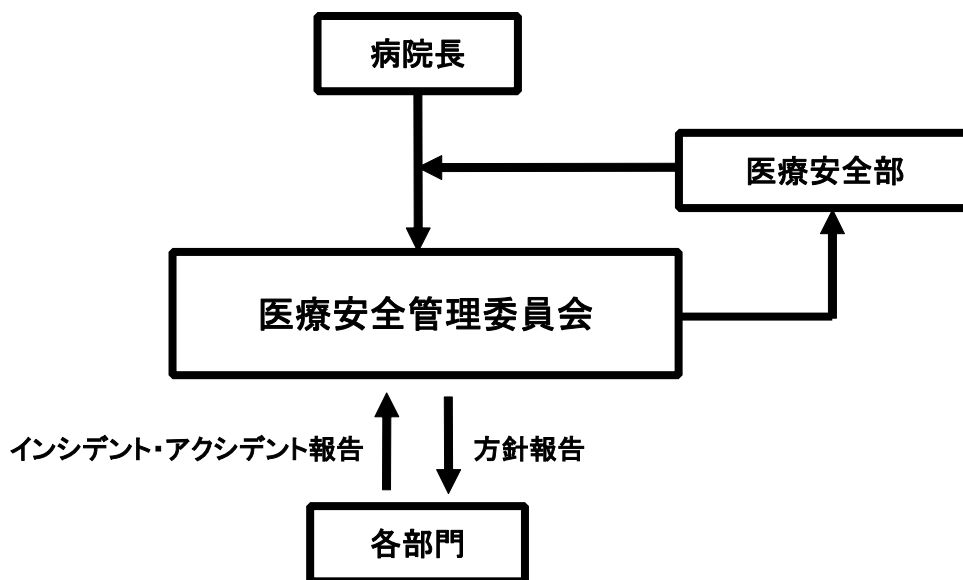 病院長
医療安全部
医療安全管理委員会
インシデント・アクシデント報告
方針報告
各部門